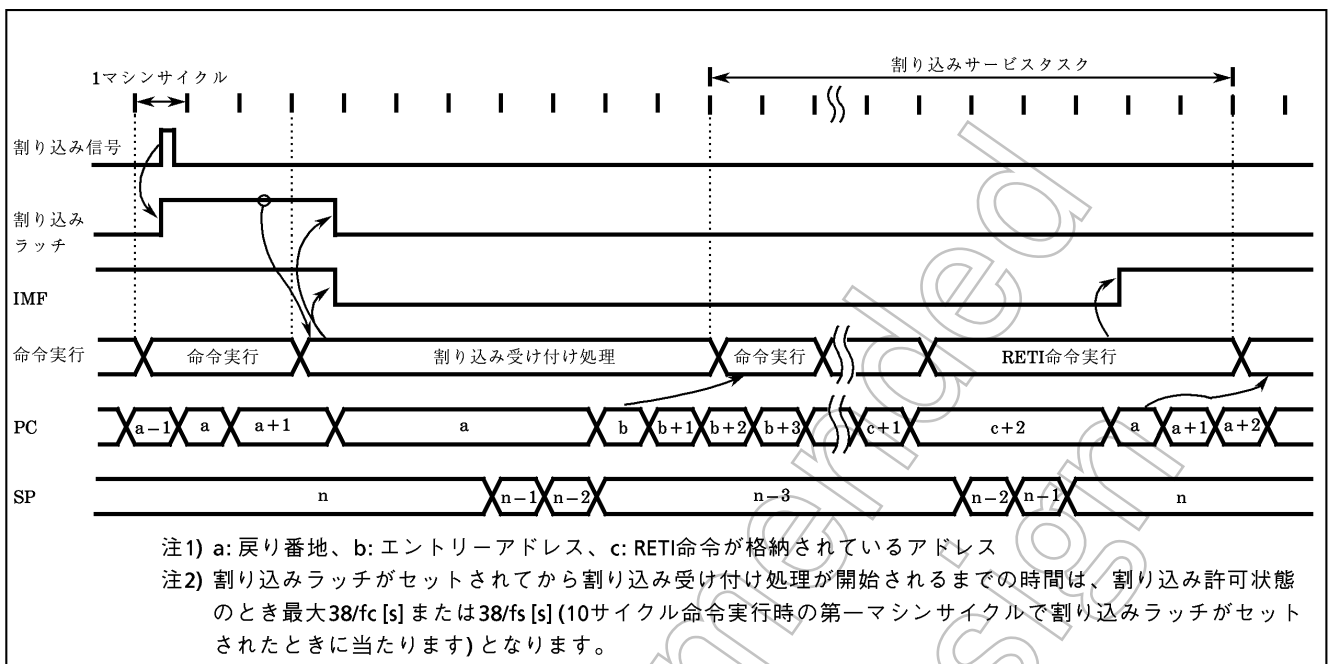 割り込みサービスタスク
1マシンサイクル
割り込み信号
割り込み
ラッチ
IMF
命令実行 命令実行 割り込み受け付け処理 命令実行 RETI命令実行
PC a−1 a a+1 a b b+1 b+2 b+3 c+1 c+2 a a+1 a+2
SP n n−1 n−2 n−3 n−2 n−1 n
注1) a: 戻り番地、b: エントリーアドレス、c: RETI命令が格納されているアドレス
注2) 割り込みラッチがセットされてから割り込み受け付け処理が開始されるまでの時間は、割り込み許可状態
のとき最大38/fc [s] または38/fs [s] (10サイクル命令実行時の第一マシンサイクルで割り込みラッチがセット
されたときに当たります) となります。